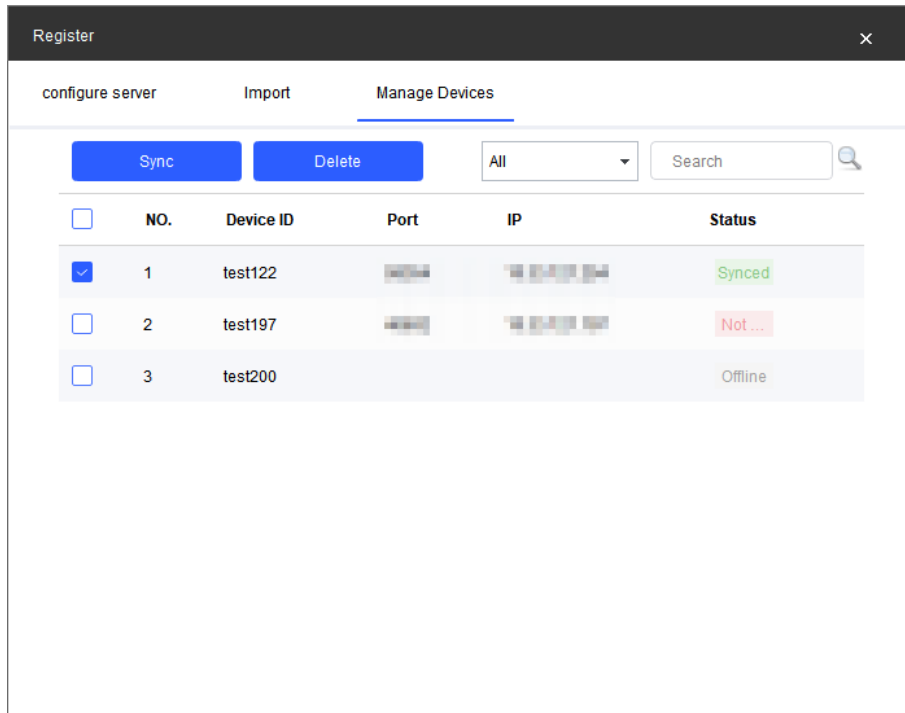 Register
configure server Import Manage Devices
Sync Delete All Search
NO. Device ID Port IP Status
1 test122 Synced
2 test197 Not ...
3 test200 Offline